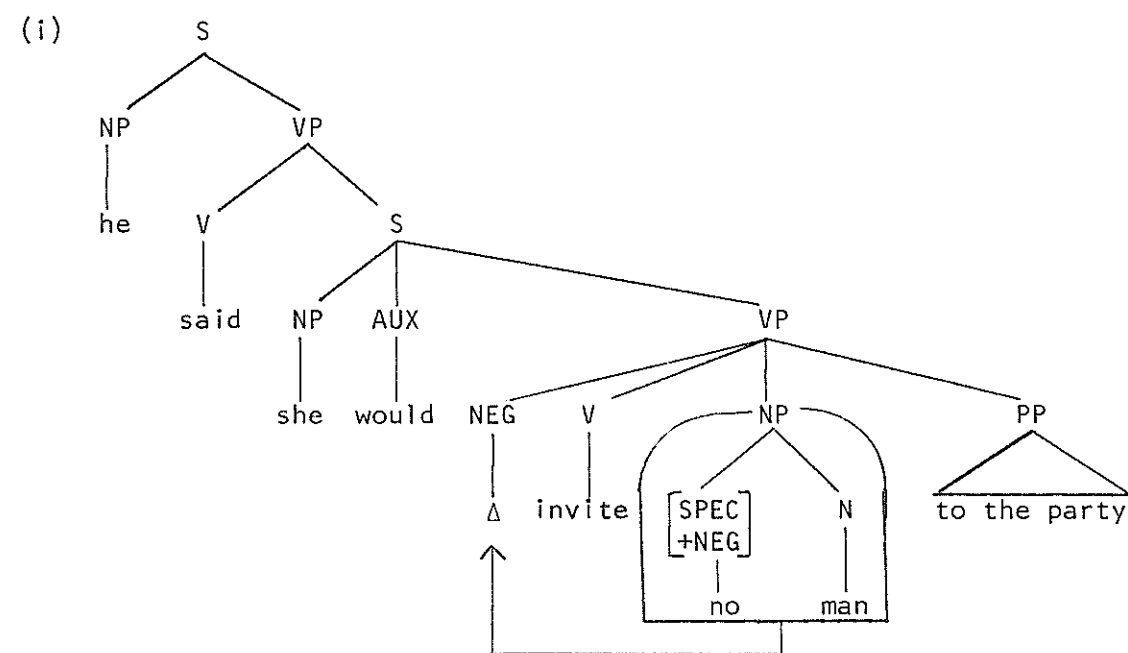 (i) S
NP VP
he V S
said NP AUX VP
she would NEG V NP PP
Δ invite [SPEC N to the party
+NEG]
no man